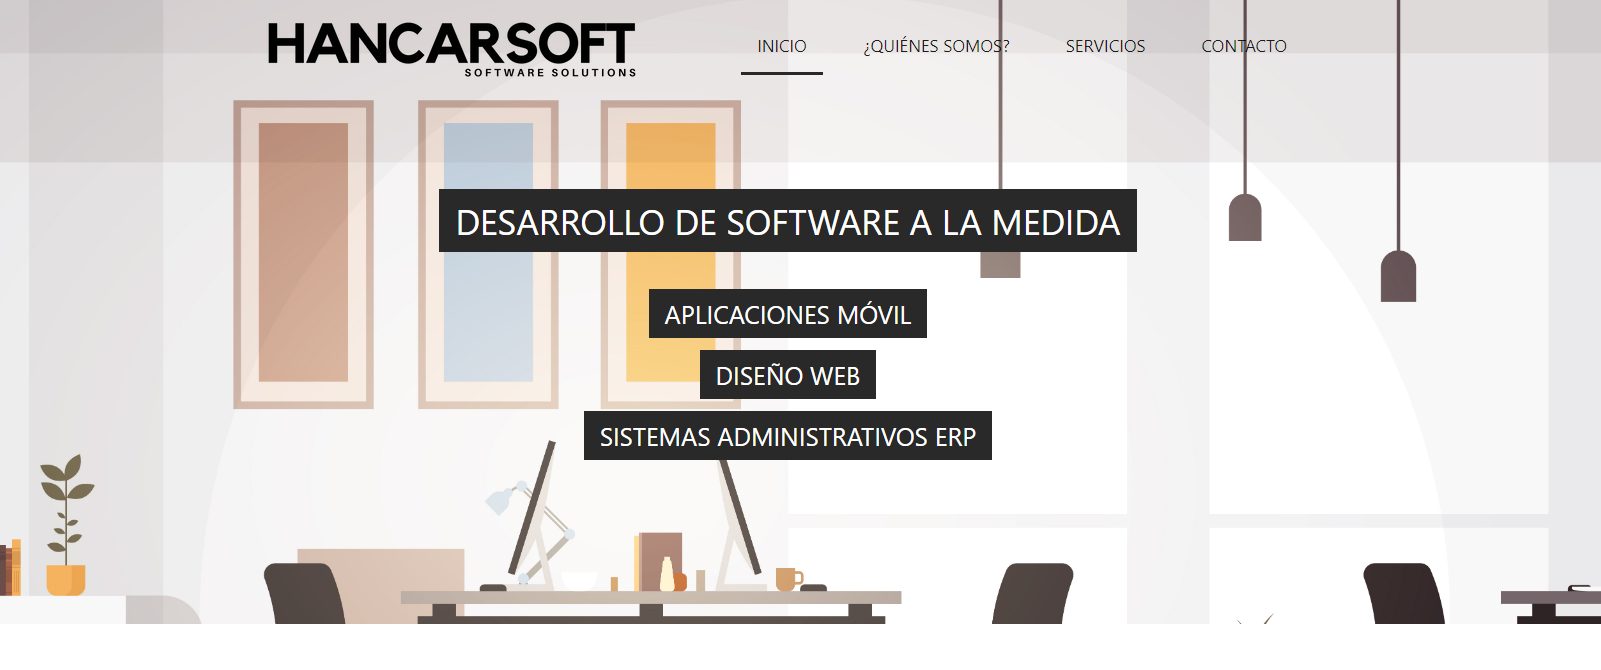 HANCARSOFT
SOFTWARE SOLUTIONS
INICIO ¿QUIÉNES SOMOS? SERVICIOS CONTACTO
DESARROLLO DE SOFTWARE A LA MEDIDA
APLICACIONES MÓVIL
DISEÑO WEB
SISTEMAS ADMINISTRATIVOS ERP